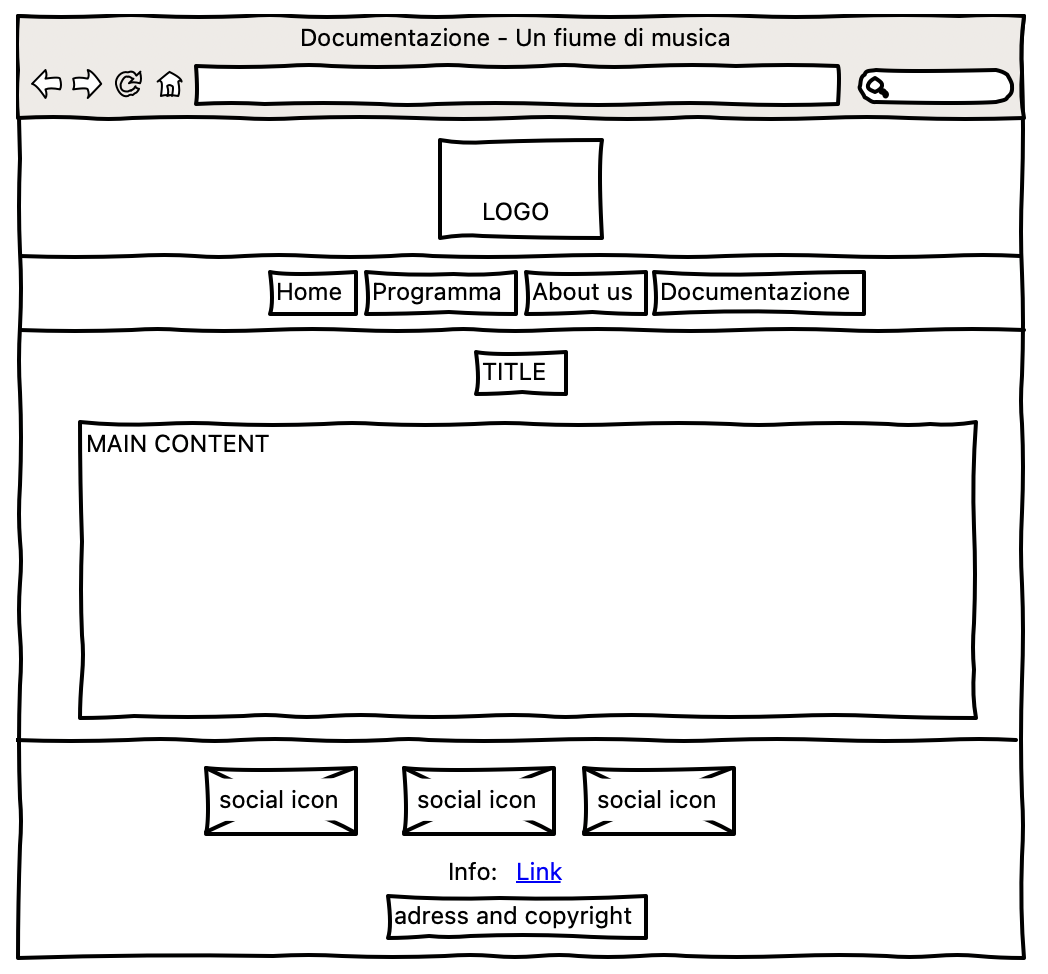 Documentazione - Un fiume di musica
LOGO
Home Programma About us Documentazione
TITLE
MAIN CONTENT
social icon social icon social icon
Info: Link
adress and copyright